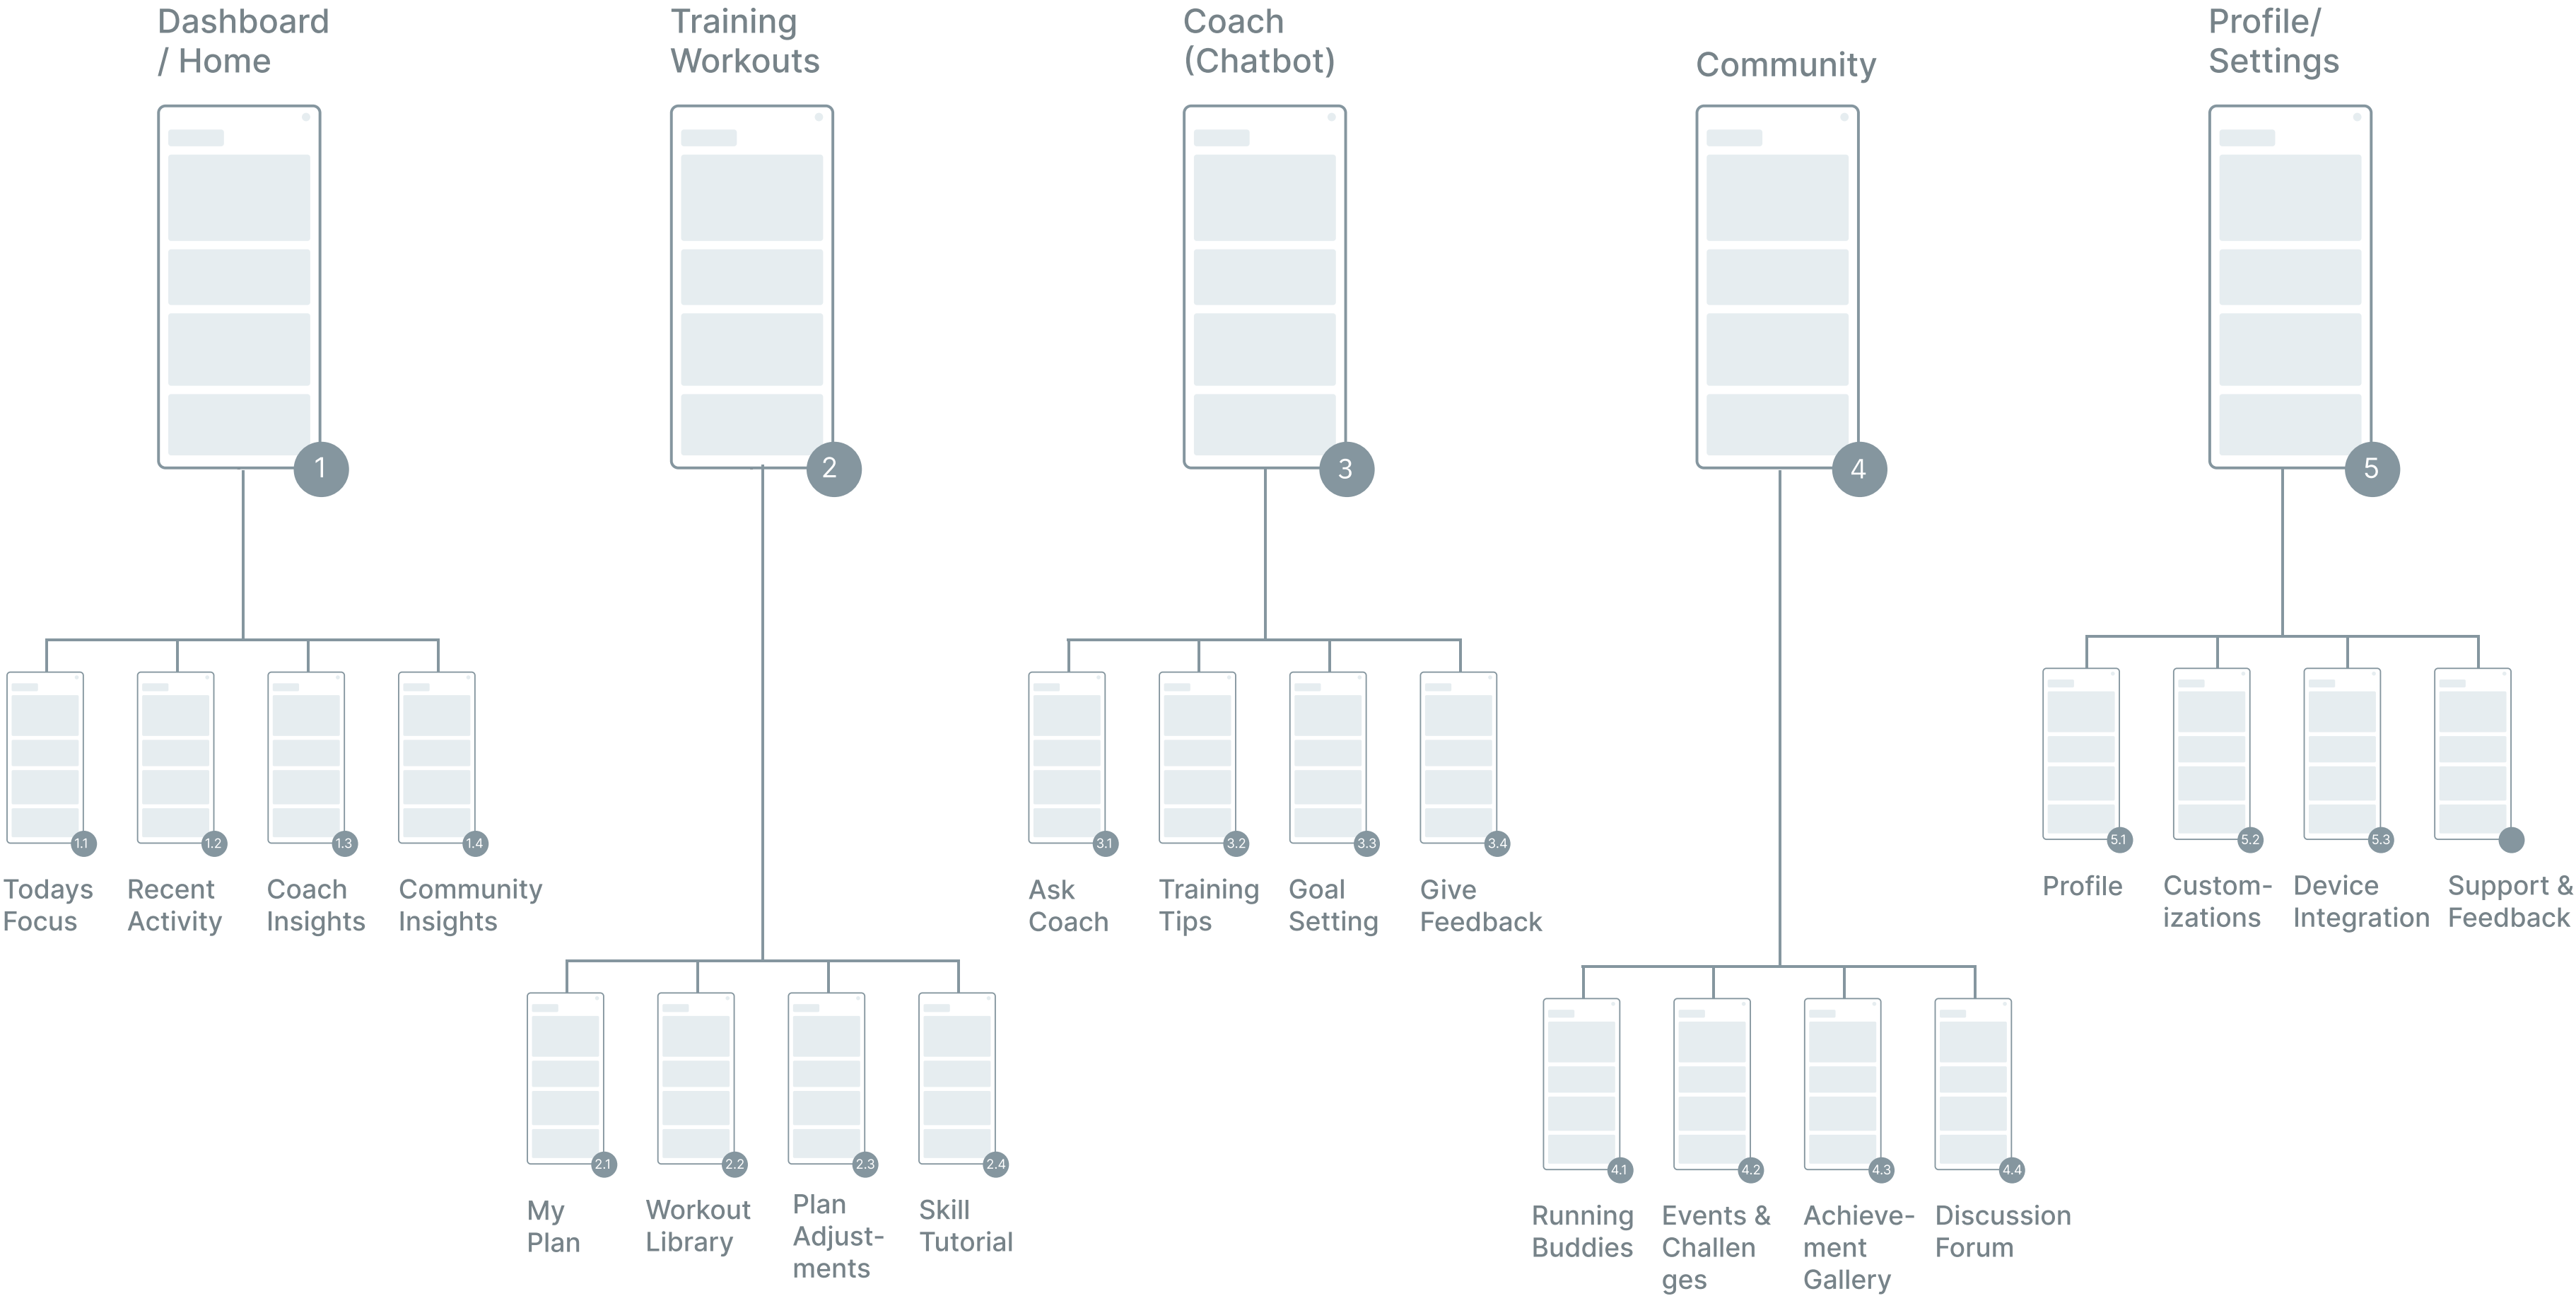 Dashboard
/ Home
Training
Workouts
Coach
(Chatbot)
Community
Profile/
Settings
1
2
3
4
5
1.1
1.2
1.3
1.4
Todays
Focus
Recent
Activity
Coach
Insights
Community
Insights
3.1
3.2
3.3
3.4
Ask
Coach
Training
Tips
Goal
Setting
Give
Feedback
5.1
5.2
5.3
Profile
Custom-
izations
Device
Integration
Support &
Feedback
2.1
2.2
2.3
2.4
My
Plan
Workout
Library
Plan
Adjust-
ments
Skill
Tutorial
4.1
4.2
4.3
4.4
Running
Buddies
Events &
Challen
ges
Achieve-
ment
Gallery
Discussion
Forum